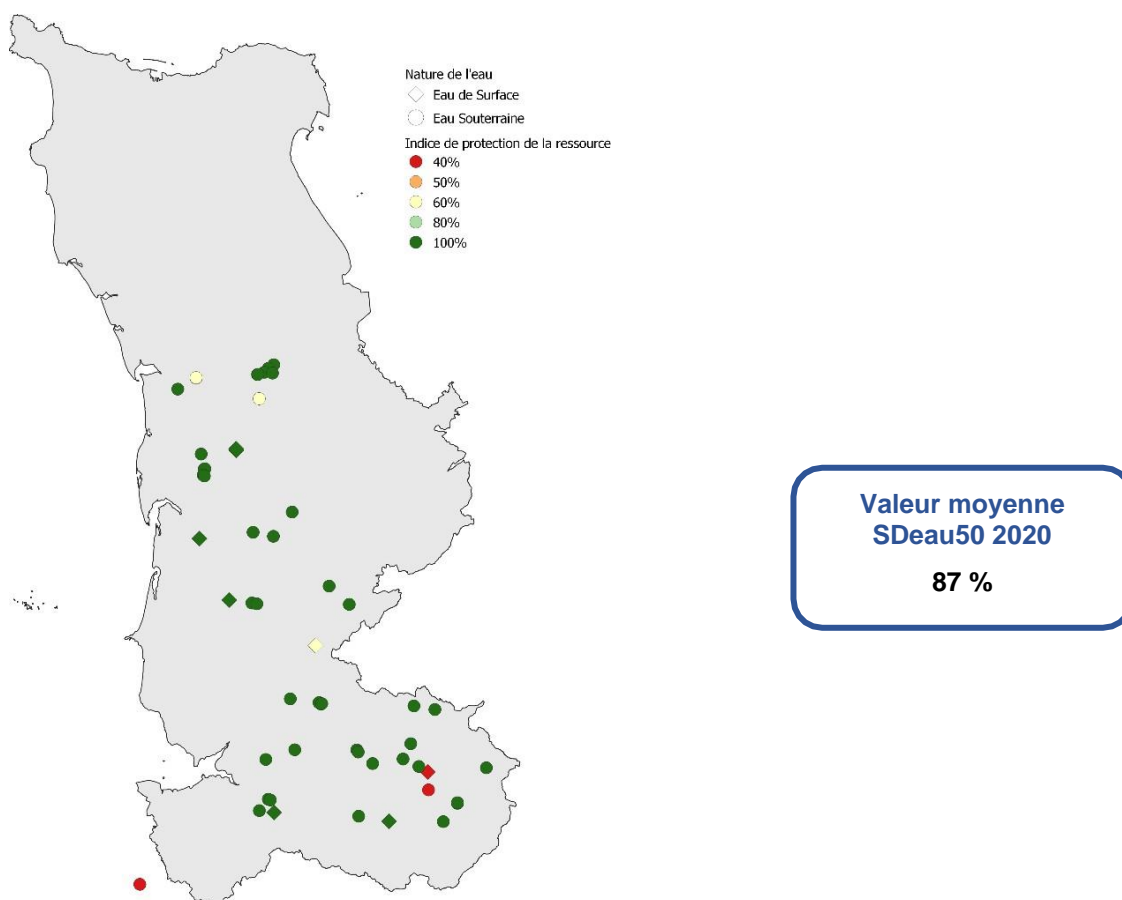 Nature de l'eau
Eau de Surface
Eau Souterraine
Indice de protection de la ressource
40%
50%
60%
80%
100%
Valeur moyenne
SDeau50 2020
87 %